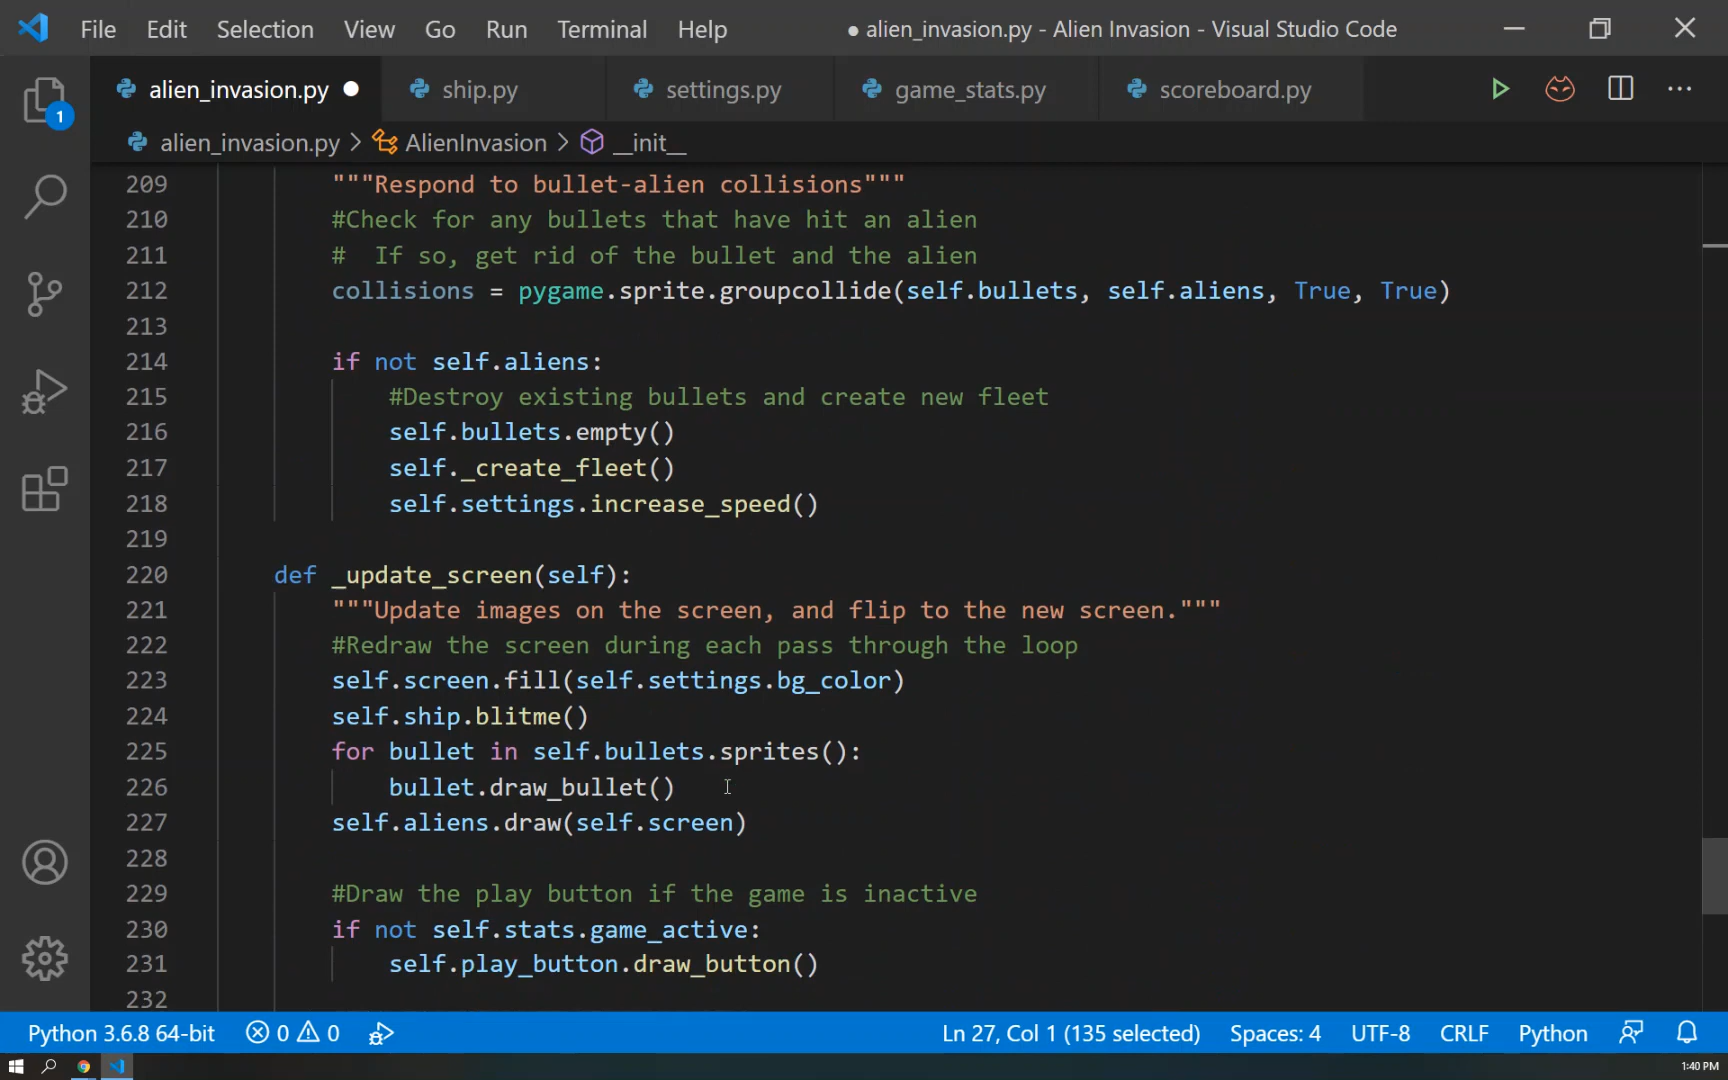 File Edit Selection View Go Run Terminal Help ● alien_invasion.py - Alien Invasion - Visual Studio Code
alien_invasion.py ship.py settings.py game_stats.py scoreboard.py
1
alien_invasion.py > AlienInvasion > __init__
209 """Respond to bullet-alien collisions"""
210 #Check for any bullets that have hit an alien
211 #  If so, get rid of the bullet and the alien
212 collisions = pygame.sprite.groupcollide(self.bullets, self.aliens, True, True)
213
214 if not self.aliens:
215 #Destroy existing bullets and create new fleet
216 self.bullets.empty()
217 self._create_fleet()
218 self.settings.increase_speed()
219
220 def _update_screen(self):
221 """Update images on the screen, and flip to the new screen."""
222 #Redraw the screen during each pass through the loop
223 self.screen.fill(self.settings.bg_color)
224 self.ship.blitme()
225 for bullet in self.bullets.sprites():
226 bullet.draw_bullet()
227 self.aliens.draw(self.screen)
228
229 #Draw the play button if the game is inactive
230 if not self.stats.game_active:
231 self.play_button.draw_button()
232
Python 3.6.8 64-bit 0 0 Ln 27, Col 1 (135 selected) Spaces: 4 UTF-8 CRLF Python
1:40 PM